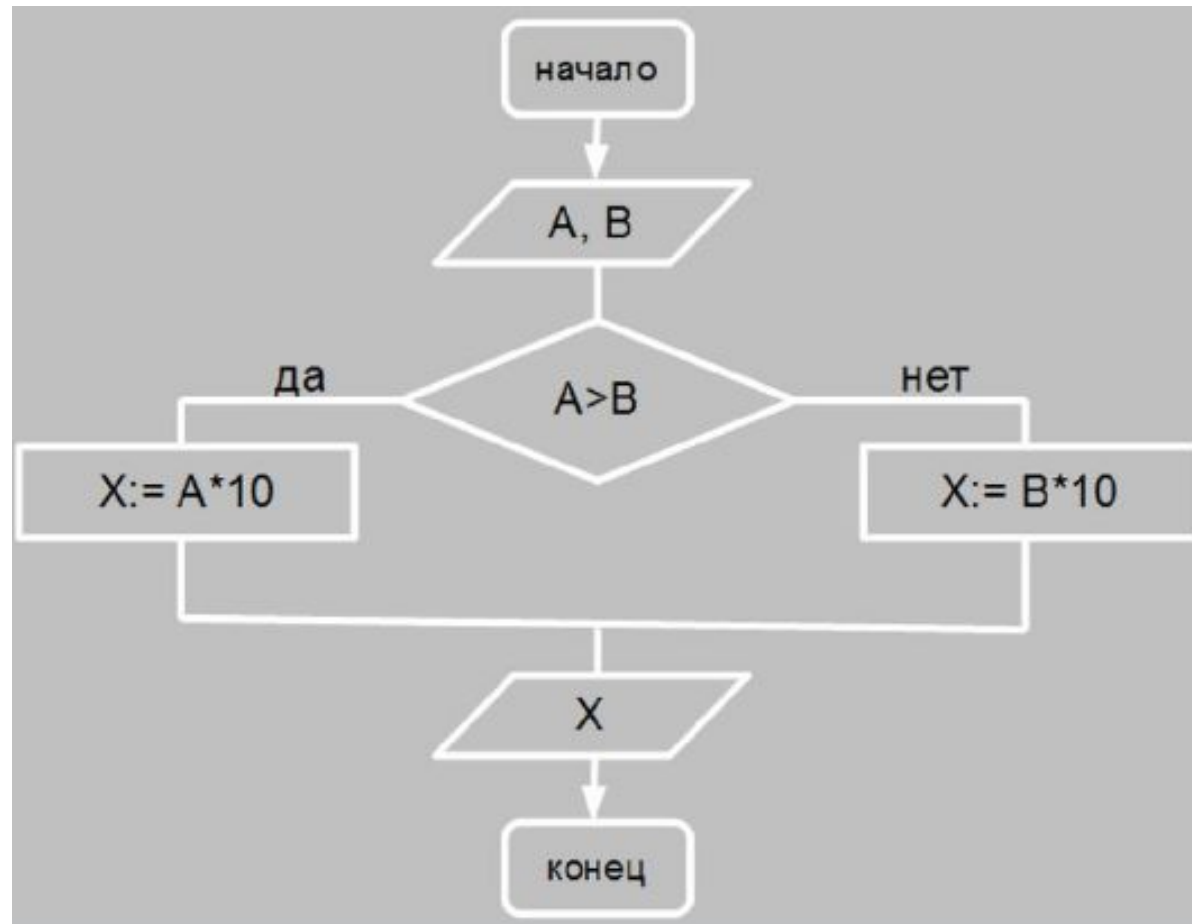 начало
A, B
да
A>B
нет
X:= A*10
X:= B*10
X
конец